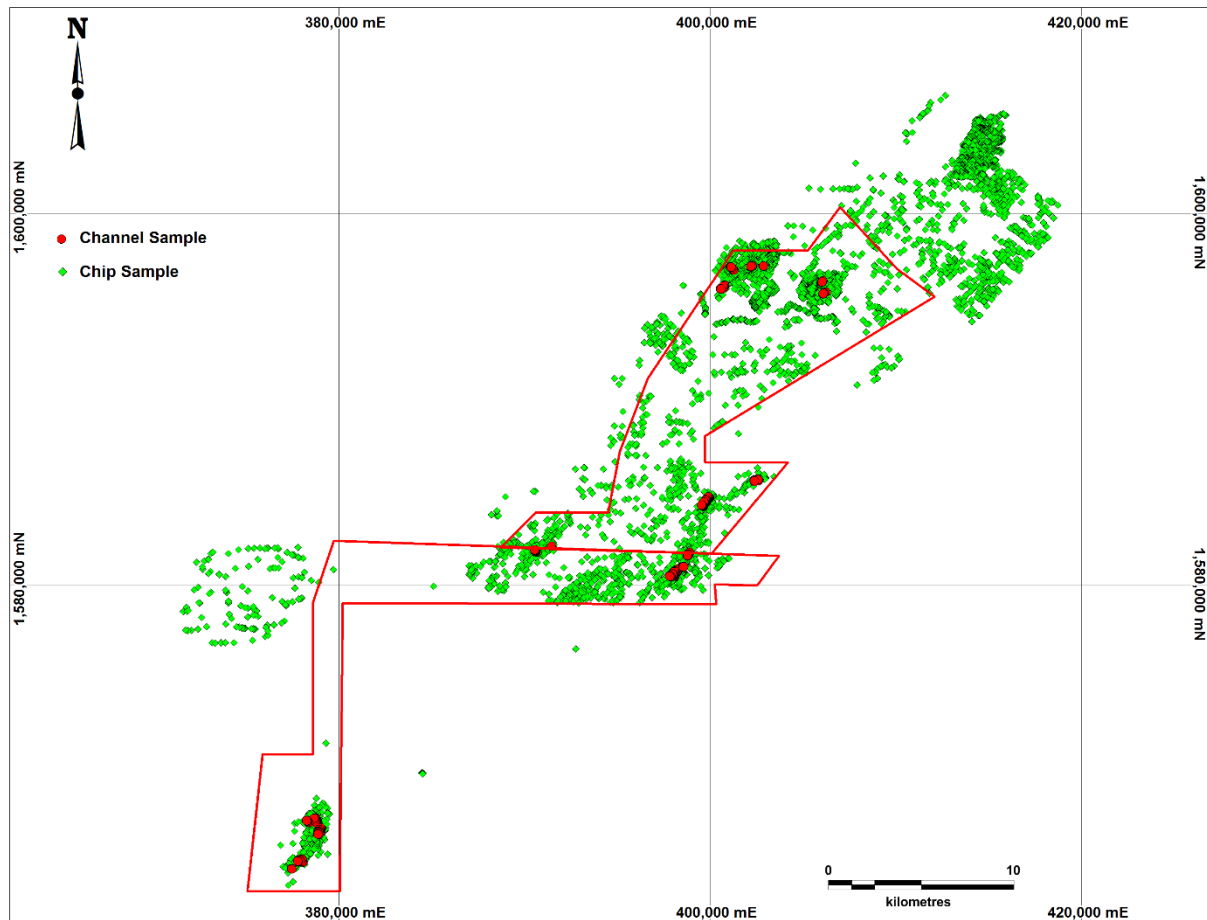 380,000 mE
400,000 mE
420,000 mE
N
1,600,000 mN
1,600,000 mN
Channel Sample
Chip Sample
1,580,000 mN
1,580,000 mN
0
10
kilometres
380,000 mE
400,000 mE
420,000 mE